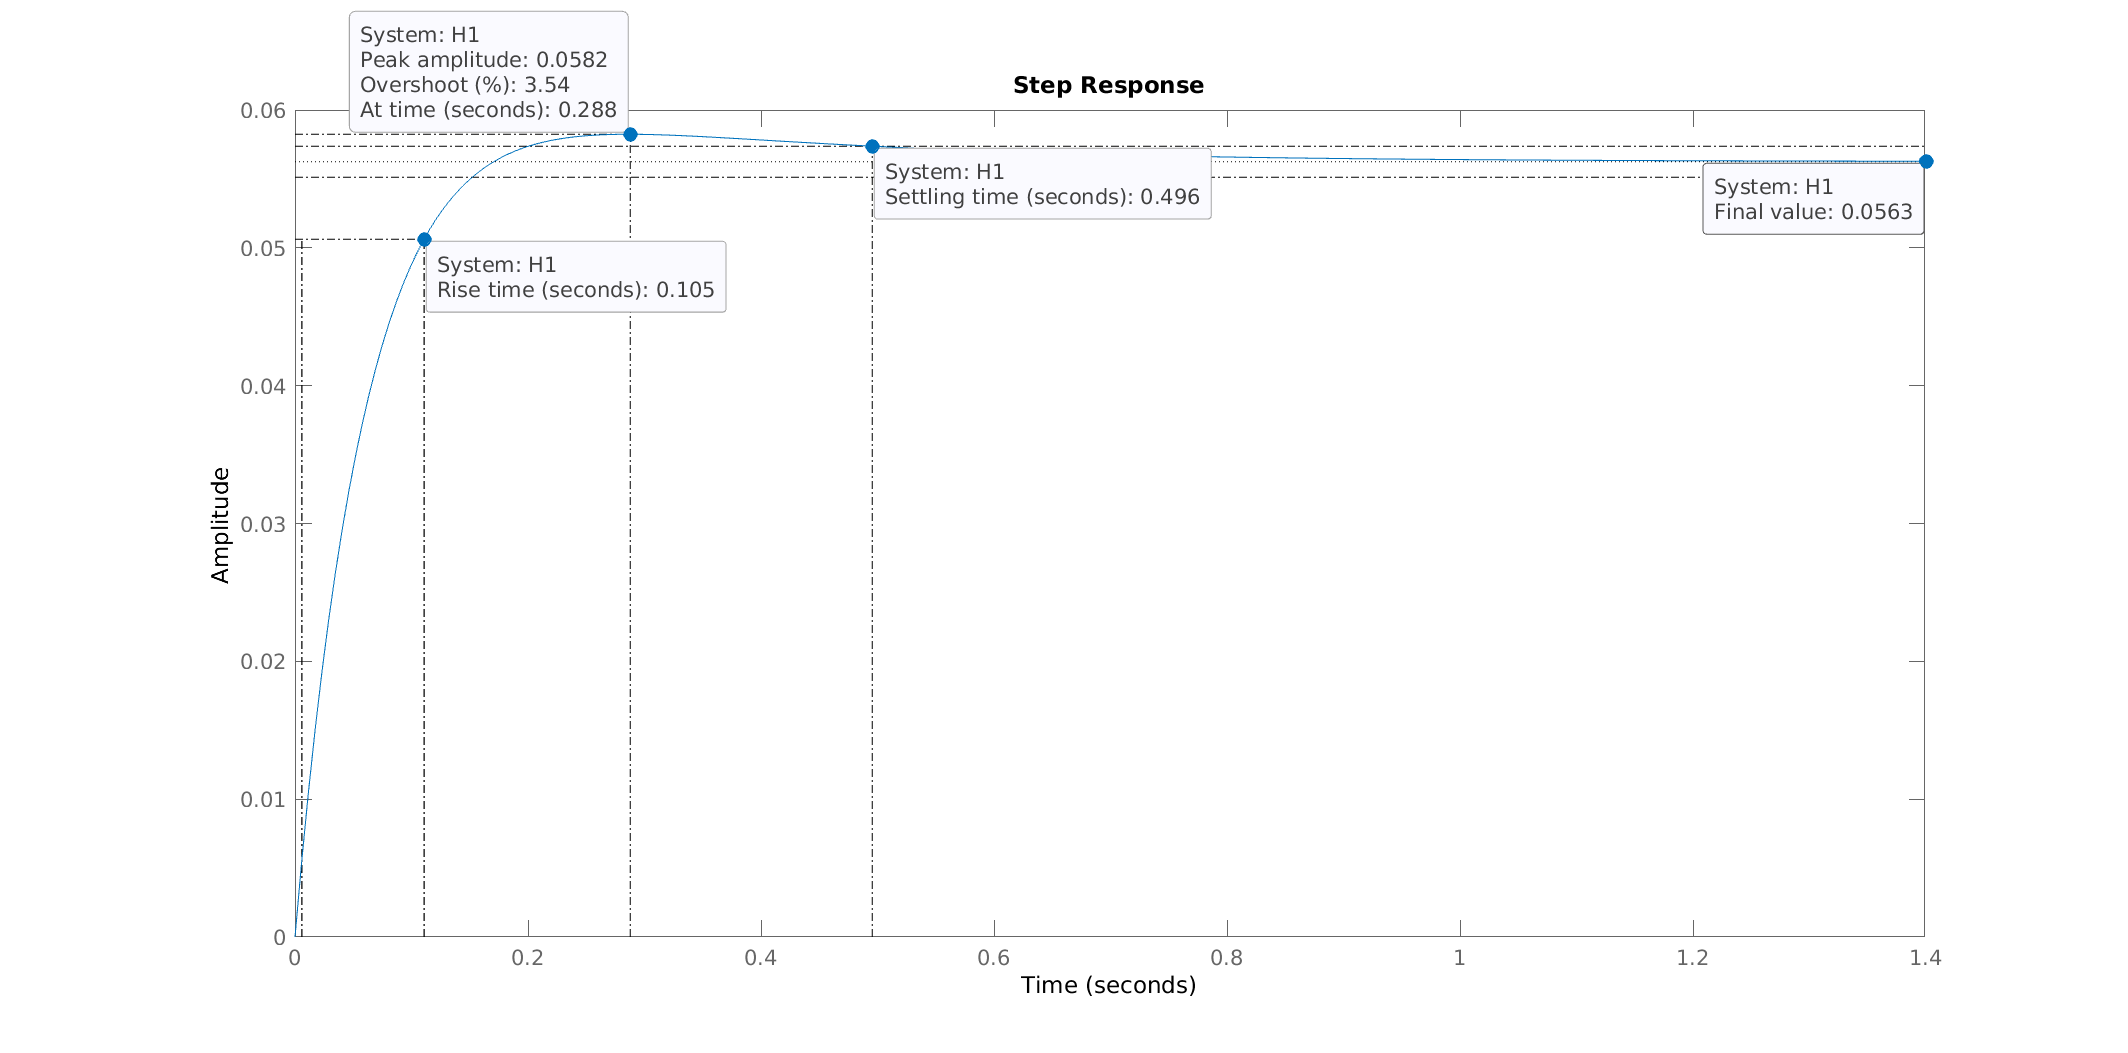 System: H1
Peak amplitude: 0.0582
Overshoot (%): 3.54
At time (seconds): 0.288
Step Response
0.06
System: H1
Settling time (seconds): 0.496
System: H1
Final value: 0.0563
0.05
System: H1
Rise time (seconds): 0.105
0.04
0.03
0.02
0.01
0
Amplitude
0
0.2
0.4
0.6
0.8
1
1.2
1.4
Time (seconds)